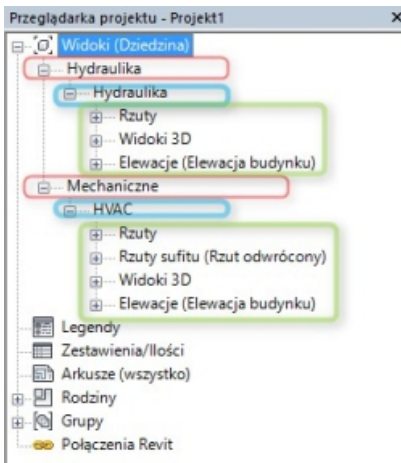 Przeglądarka projektu - Projekt1
Widoki (Dziedzina)
Hydraulika
Hydraulika
Rzuty
Widoki 3D
Elewacje (Elewacja budynku)
Mechaniczne
HVAC
Rzuty
Rzuty sufitu (Rzut odwrócony)
Widoki 3D
Elewacje (Elewacja budynku)
Legendy
Zestawienia/Ilości
Arkusze (wszystko)
Rodziny
Grupy
Połączenia Revit